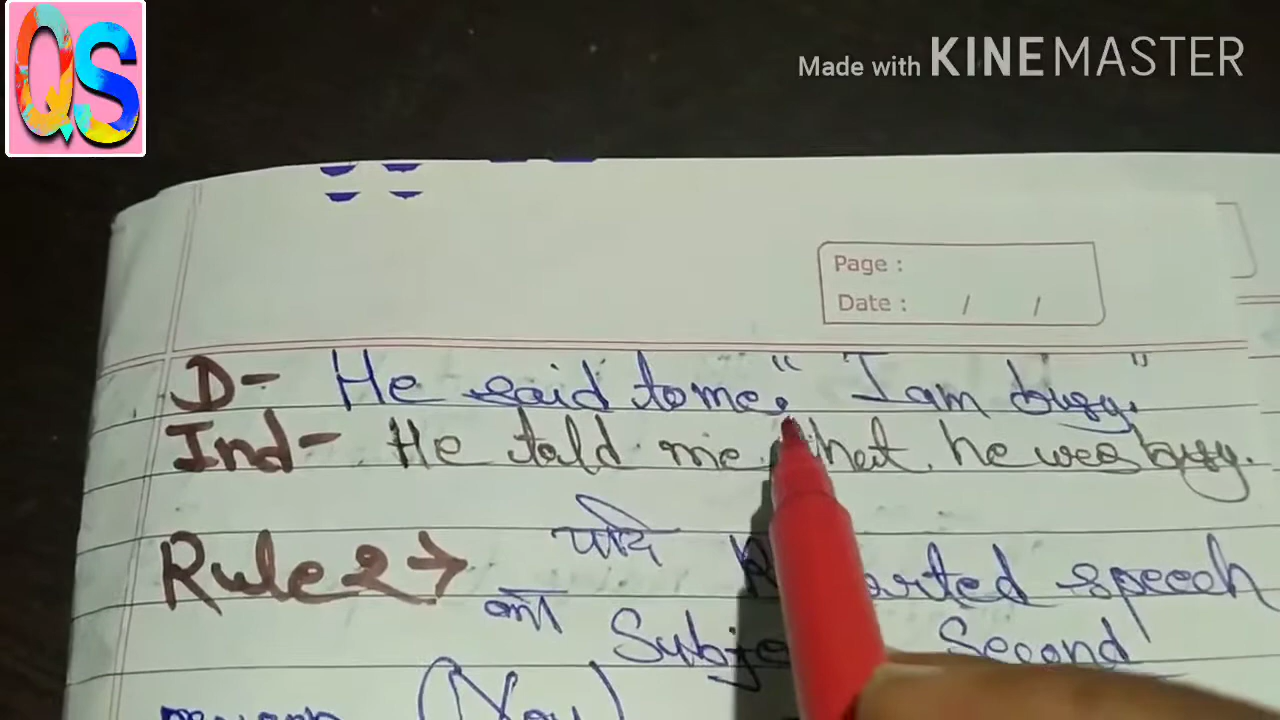 QS
Made with KINEMASTER
Page :
Date : / /
D- He said to me, "I am busy."
Ind- He told me that he was busy.
Rule 2 → यदि Reported speech
का Subject Second
(You)